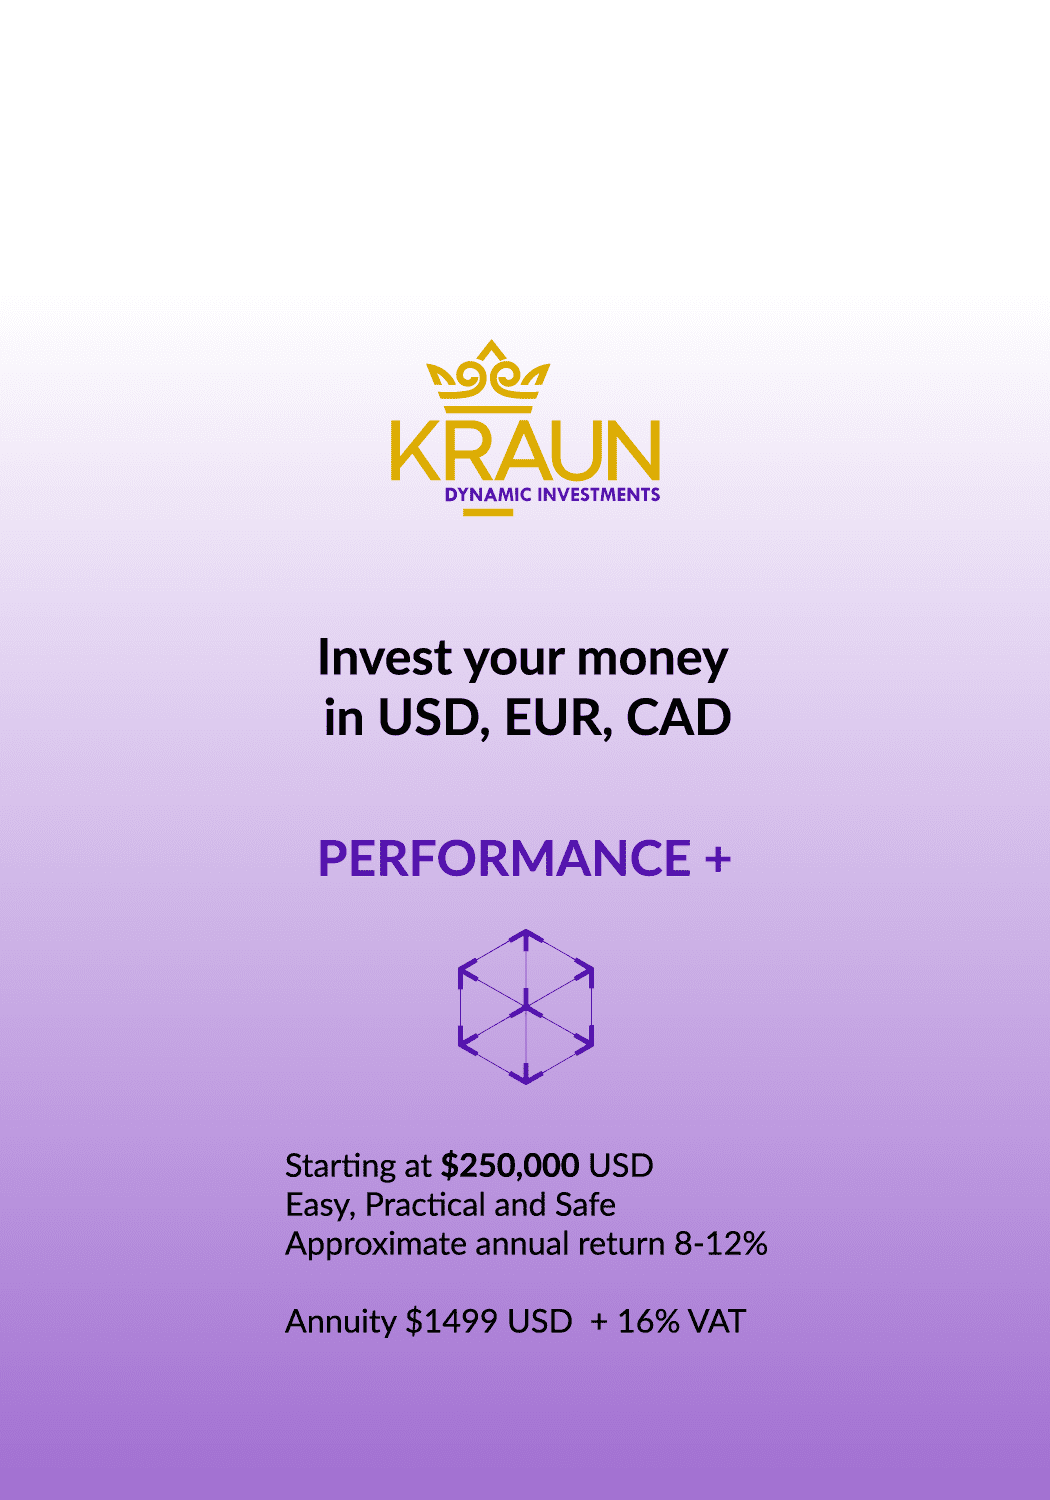 KRAUN
DYNAMIC INVESTMENTS
Invest your money
in USD, EUR, CAD
PERFORMANCE +
Starting at $250,000 USD
Easy, Practical and Safe
Approximate annual return 8-12%
Annuity $1499 USD + 16% VAT